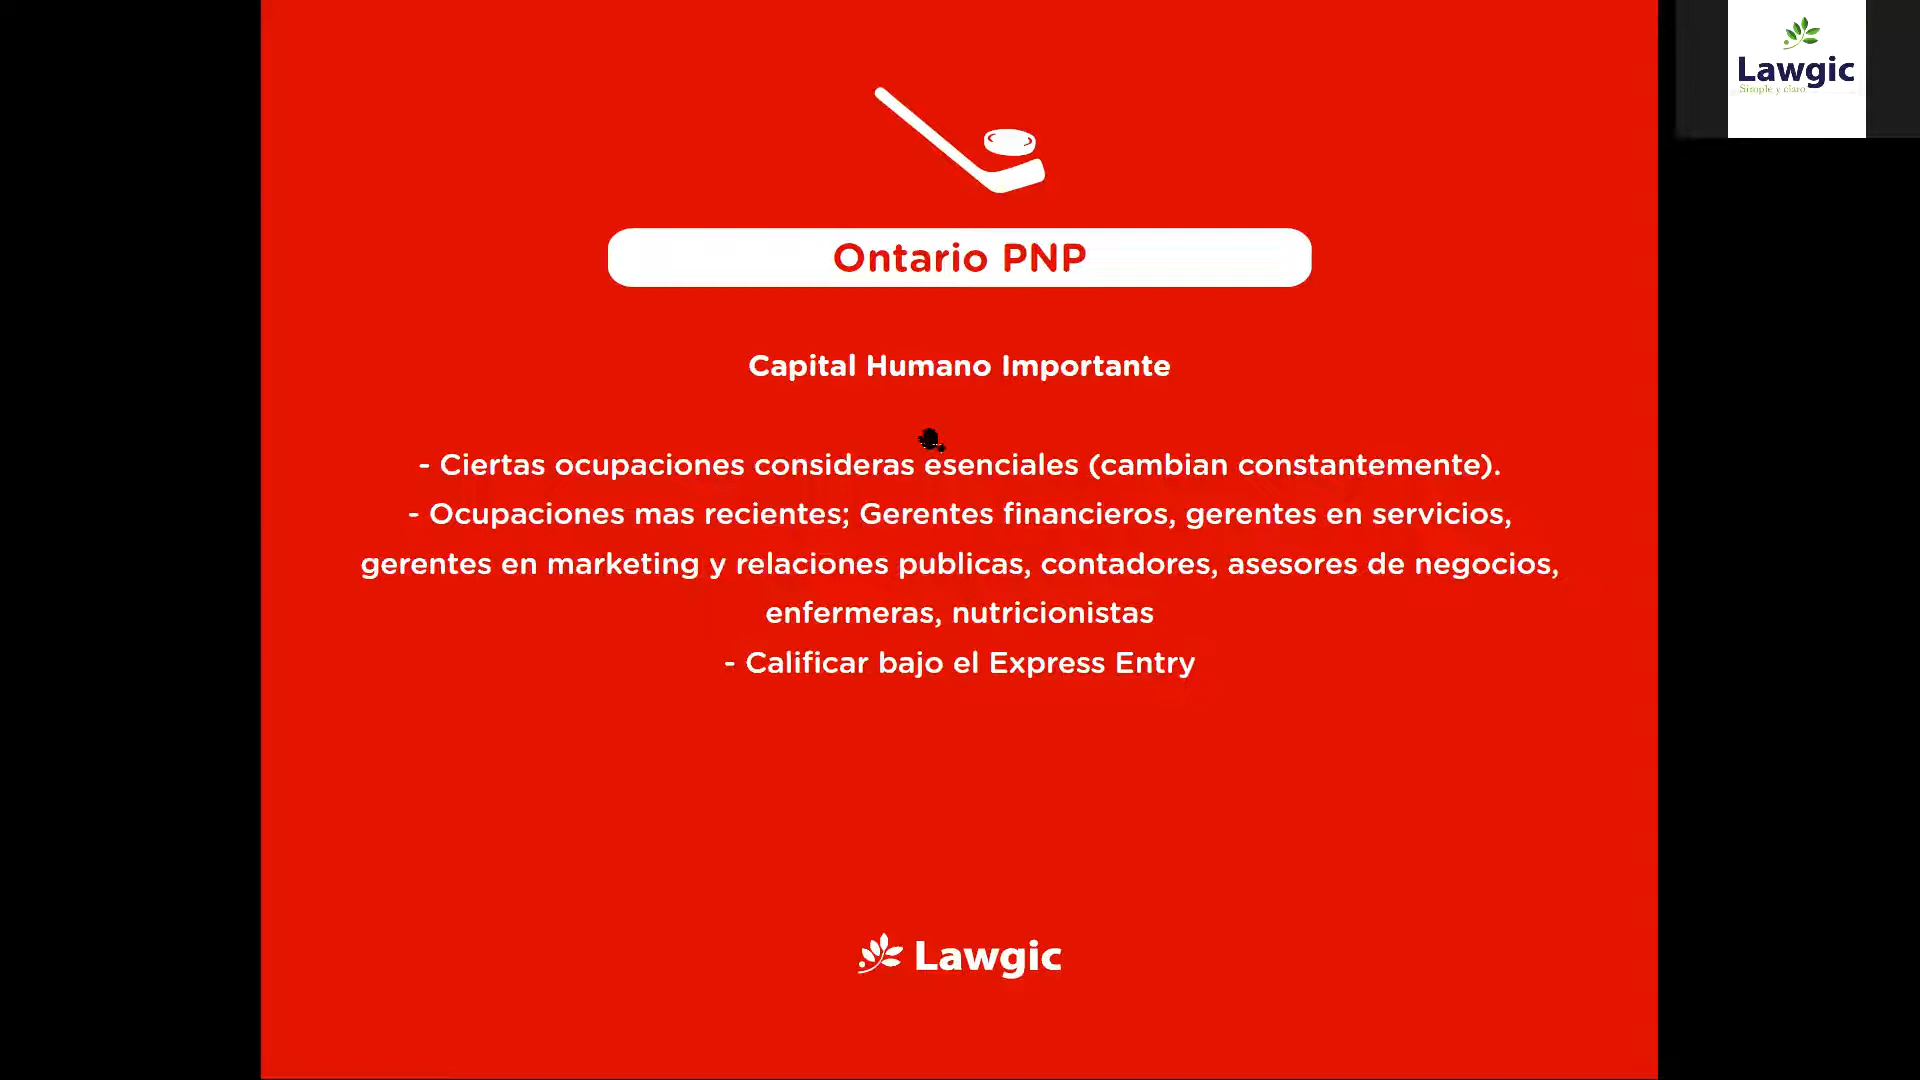 Lawgic
Simple y claro
Ontario PNP
Capital Humano Importante
- Ciertas ocupaciones consideras esenciales (cambian constantemente).
- Ocupaciones mas recientes; Gerentes financieros, gerentes en servicios,
gerentes en marketing y relaciones publicas, contadores, asesores de negocios,
enfermeras, nutricionistas
- Calificar bajo el Express Entry
Lawgic